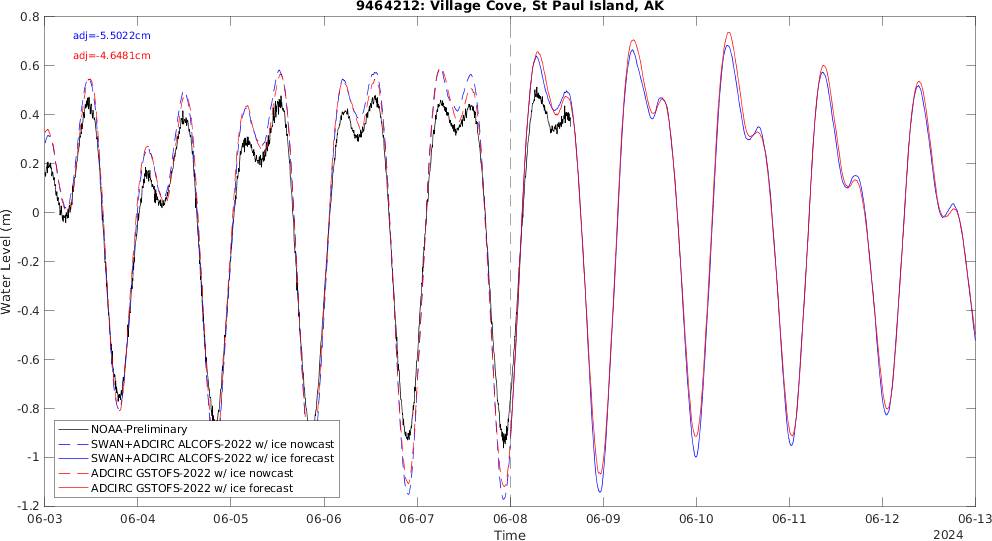 9464212: Village Cove, St Paul Island, AK
adj=-5.5022cm
adj=-4.6481cm
Water Level (m)
0.8
0.6
0.4
0.2
0
-0.2
-0.4
-0.6
-0.8
-1
-1.2
NOAA-Preliminary
SWAN+ADCIRC ALCOFS-2022 w/ ice nowcast
SWAN+ADCIRC ALCOFS-2022 w/ ice forecast
ADCIRC GSTOFS-2022 w/ ice nowcast
ADCIRC GSTOFS-2022 w/ ice forecast
06-03 06-04 06-05 06-06 06-07 06-08 06-09 06-10 06-11 06-12 06-13
Time
2024